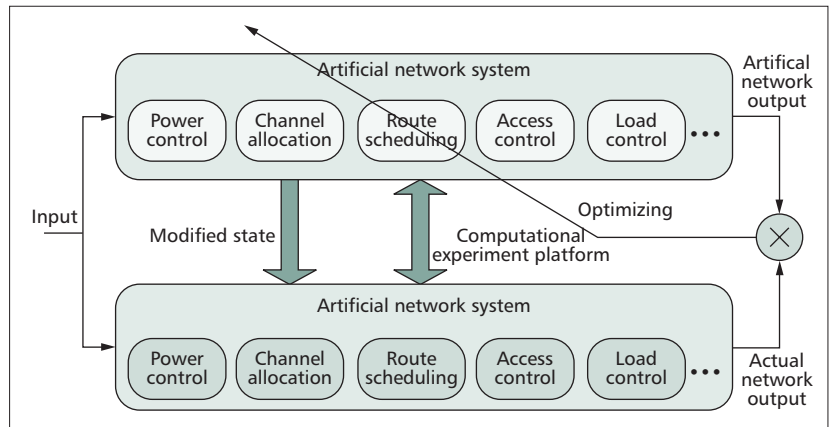 Artificial network system
Artifical
network
output
Power
control
Channel
allocation
Route
scheduling
Access
control
Load
control
•••
Input
Modified state
Computational
experiment platform
Optimizing
×
Artificial network system
Power
control
Channel
allocation
Route
scheduling
Access
control
Load
control
•••
Actual
network
output